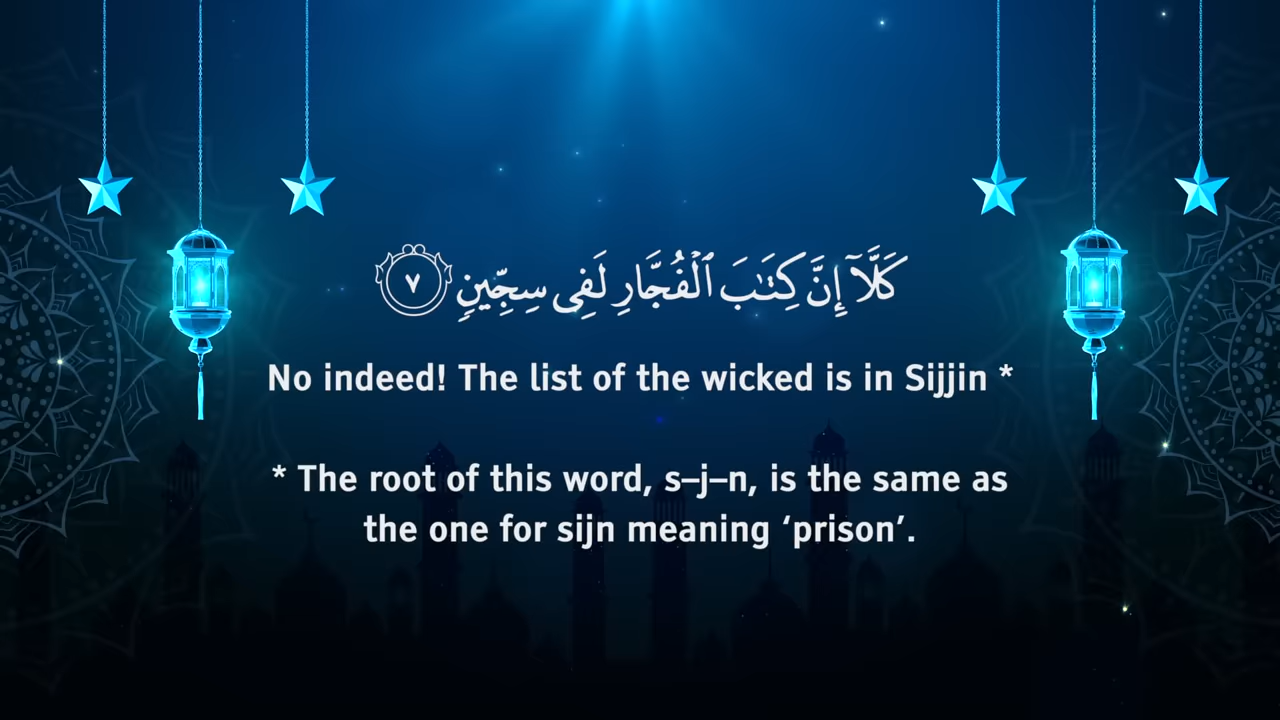 كَلَّآ إِنَّ كِتَٰبَ ٱلْفُجَّارِ لَفِى سِجِّينٍ ٧
No indeed! The list of the wicked is in Sijjin *
* The root of this word, s–j–n, is the same as
the one for sijn meaning ‘prison’.